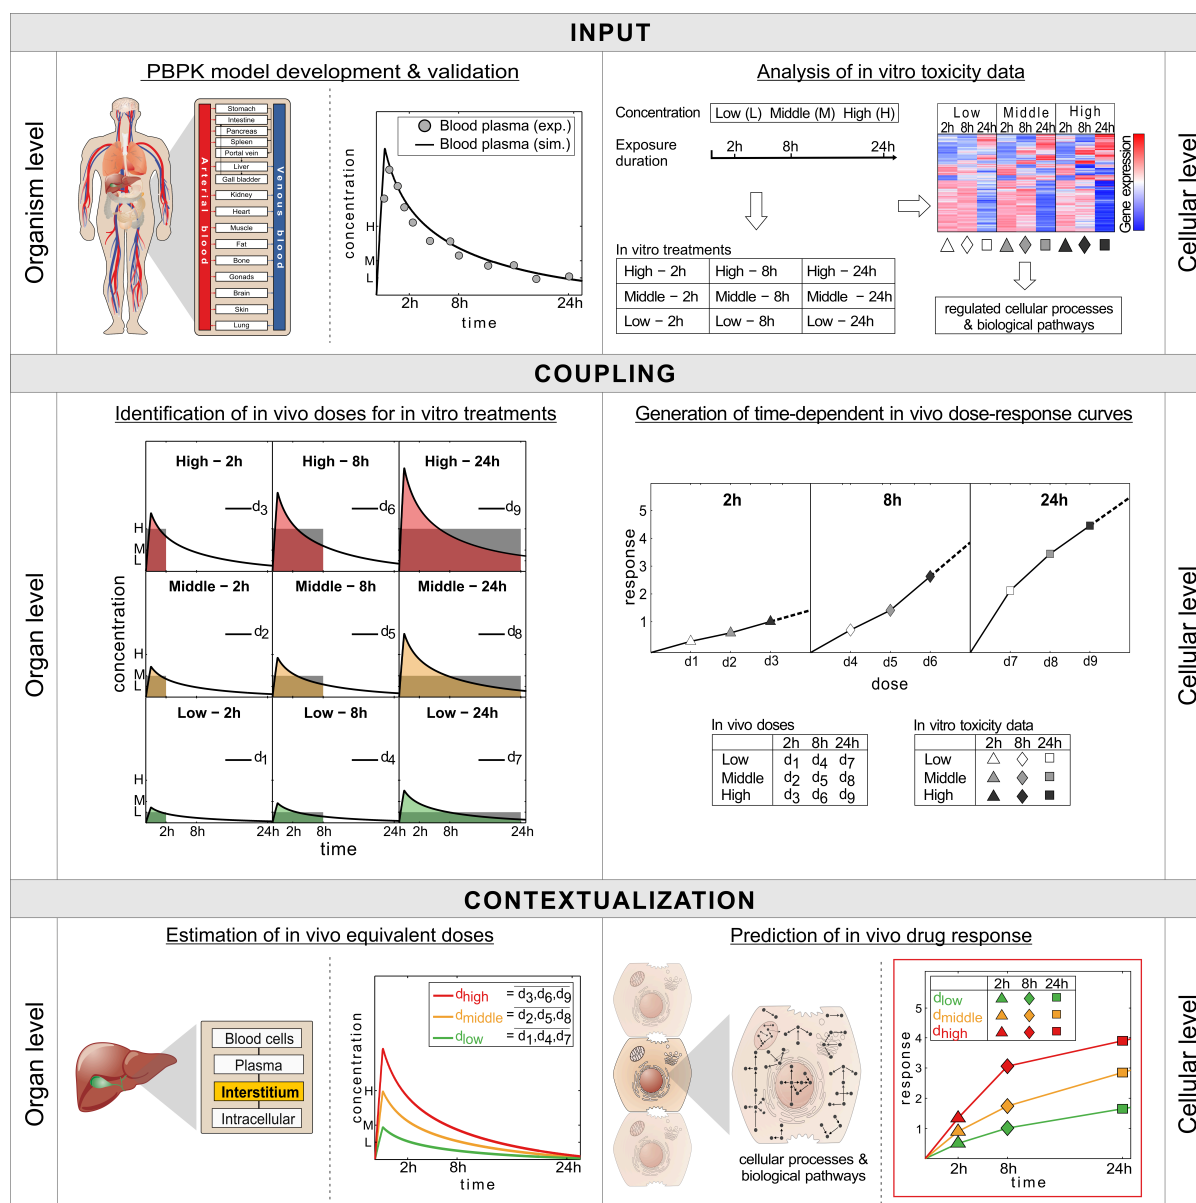 INPUT
Organism level
PBPK model development & validation
Arterial blood
Stomach
Intestine
Pancreas
Spleen
Portal vein
Liver
Gall bladder
Kidney
Heart
Muscle
Fat
Bone
Gonads
Brain
Skin
Lung
Venous blood
Blood plasma (exp.)
Blood plasma (sim.)
concentration
H
M
L
2h 8h 24h
time
Analysis of in vitro toxicity data
Concentration
Low (L) Middle (M) High (H)
Exposure
duration
2h 8h 24h
In vitro treatments
High − 2h High − 8h High − 24h
Middle − 2h Middle − 8h Middle − 24h
Low − 2h Low − 8h Low − 24h
Low Middle High
2h 8h 24h 2h 8h 24h 2h 8h 24h
Gene expression
regulated cellular processes
& biological pathways
Cellular level
COUPLING
Organ level
Identification of in vivo doses for in vitro treatments
High − 2h High − 8h High − 24h
d3 d6 d9
H
M
L
Middle − 2h Middle − 8h Middle − 24h
d2 d5 d8
H
M
L
Low − 2h Low − 8h Low − 24h
d1 d4 d7
H
M
L
concentration
2h 8h 24h 2h 8h 24h 2h 8h 24h
time
Generation of time-dependent in vivo dose-response curves
2h 8h 24h
response
5
4
3
2
1
d1 d2 d3 d4 d5 d6 d7 d8 d9
dose
In vivo doses
2h 8h 24h
Low d1 d4 d7
Middle d2 d5 d8
High d3 d6 d9
In vitro toxicity data
2h 8h 24h
Low
Middle
High
Cellular level
CONTEXTUALIZATION
Organ level
Estimation of in vivo equivalent doses
Blood cells
Plasma
Interstitium
Intracellular
dhigh = d3,d6,d9
dmiddle = d2,d5,d8
dlow = d1,d4,d7
concentration
H
M
L
2h 8h 24h
time
Prediction of in vivo drug response
cellular processes &
biological pathways
2h 8h 24h
dlow
dmiddle
dhigh
response
5
4
3
2
1
2h 8h 24h
time
Cellular level